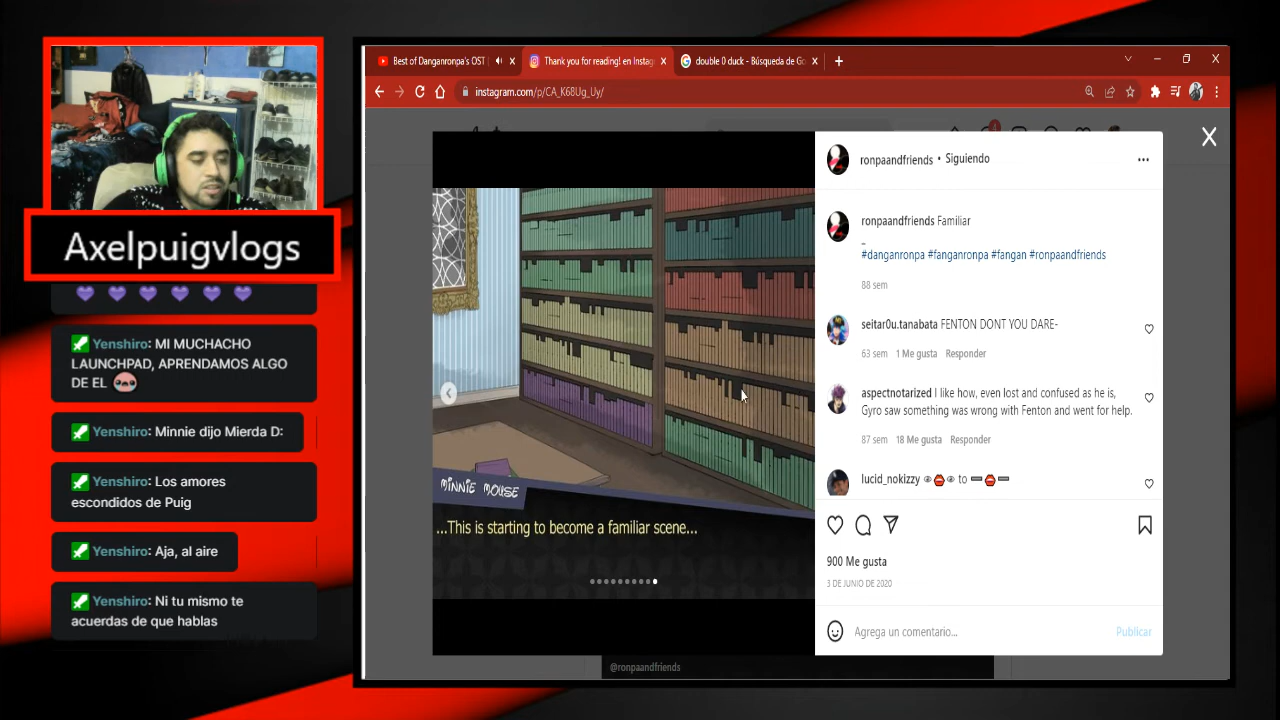 Axelpuigvlogs
Yenshiro: MI MUCHACHO
LAUNCHPAD, APRENDAMOS ALGO
DE EL
Yenshiro: Minnie dijo Mierda D:
Yenshiro: Los amores
escondidos de Puig
Yenshiro: Aja, al aire
Yenshiro: Ni tu mismo te
acuerdas de que hablas
Best of Danganronpa's OST
Thank you for reading! en Instag
double 0 duck - Búsqueda de Go
instagram.com/p/CA_K68Ug_Uy/
MINNIE MOUSE
...This is starting to become a familiar scene...
ronpaandfriends • Siguiendo
ronpaandfriends Familiar
_
#danganronpa #fanganronpa #fangan #ronpaandfriends
88 sem
seitar0u.tanabata FENTON DONT YOU DARE-
63 sem 1 Me gusta Responder
aspectnotarized I like how, even lost and confused as he is,
Gyro saw something was wrong with Fenton and went for help.
87 sem 18 Me gusta Responder
lucid_nokizzy to
900 Me gusta
3 DE JUNIO DE 2020
Agrega un comentario...
Publicar
@ronpaandfriends